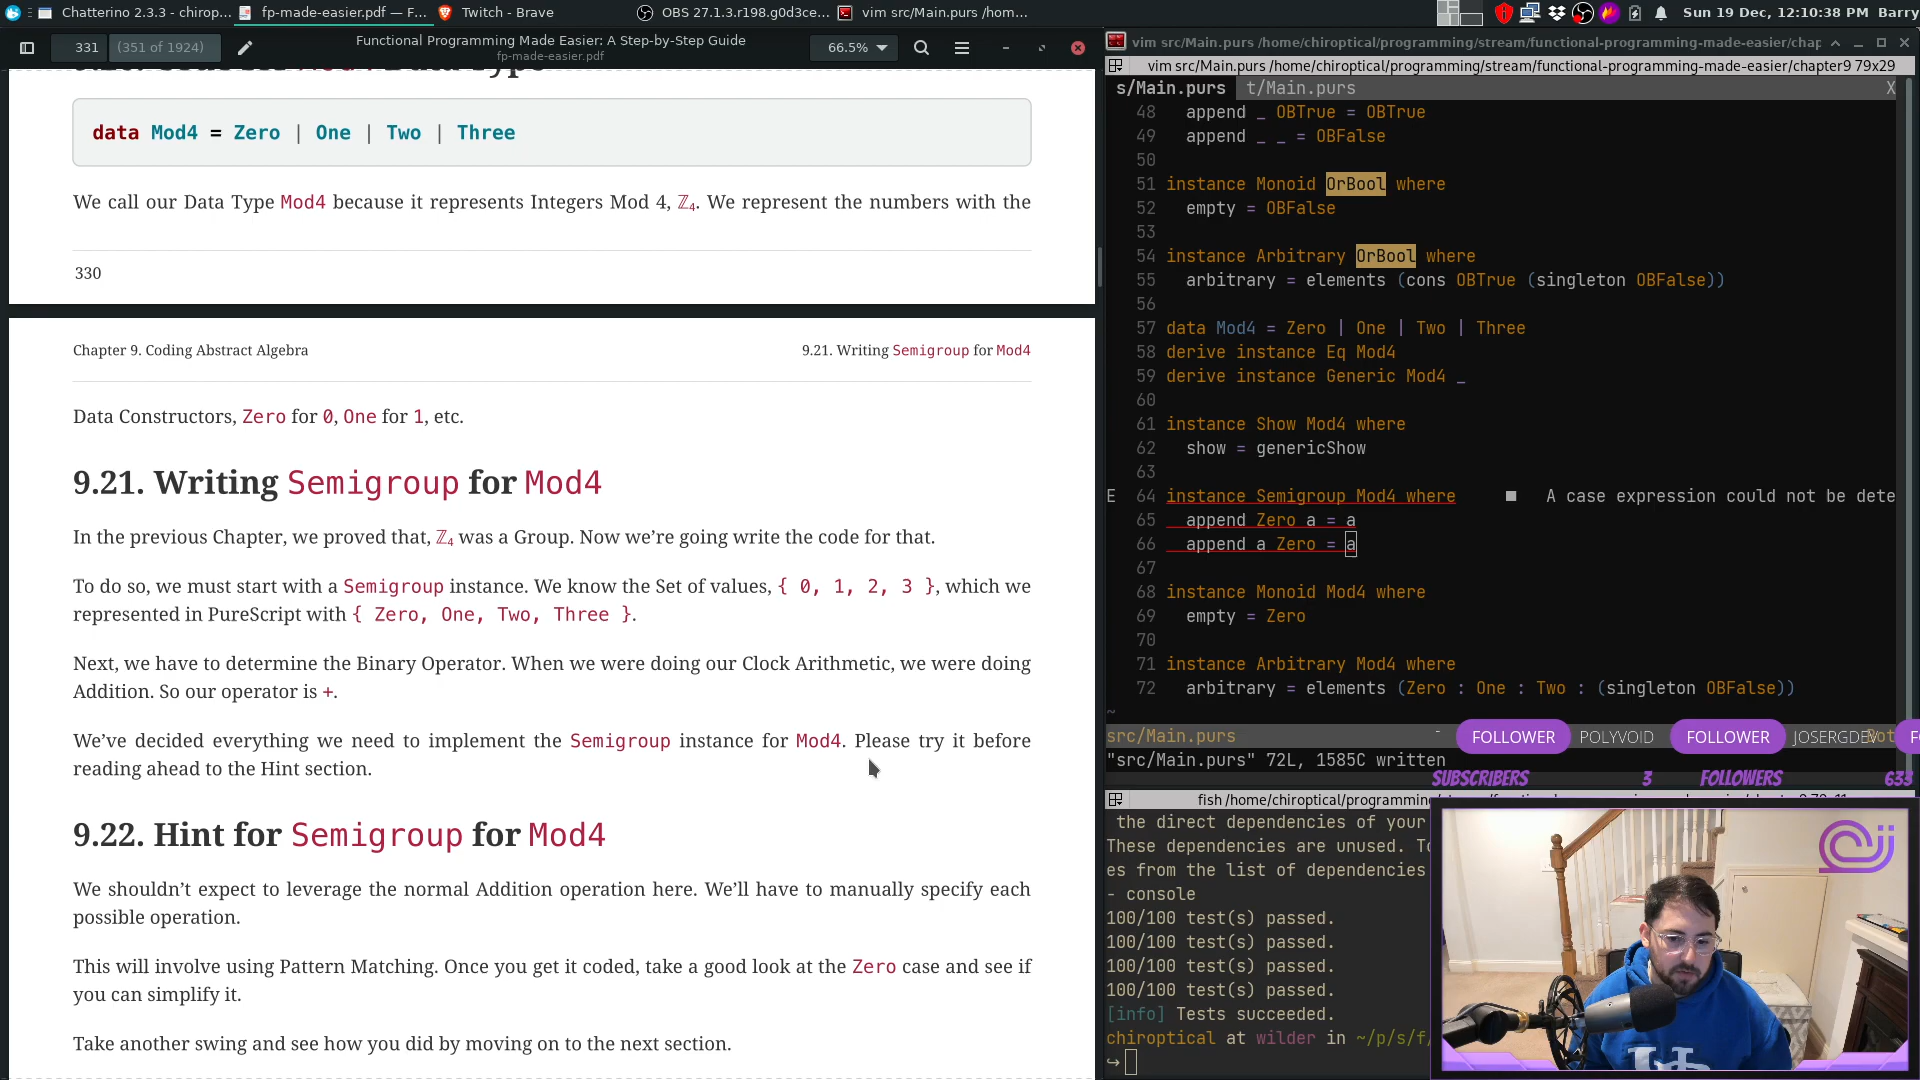 Chatterino 2.3.3 - chirop...
fp-made-easier.pdf — F...
Twitch - Brave
OBS 27.1.3.r198.g0d3ce...
vim src/Main.purs /hom...
Sun 19 Dec, 12:10:38 PM
Barry
331
(351 of 1924)
Functional Programming Made Easier: A Step-by-Step Guide
fp-made-easier.pdf
66.5%
data Mod4 = Zero | One | Two | Three
We call our Data Type Mod4 because it represents Integers Mod 4, ℤ₄. We represent the numbers with the
330
Chapter 9. Coding Abstract Algebra
9.21. Writing Semigroup for Mod4
Data Constructors, Zero for 0, One for 1, etc.
9.21. Writing Semigroup for Mod4
In the previous Chapter, we proved that, ℤ₄ was a Group. Now we're going write the code for that.
To do so, we must start with a Semigroup instance. We know the Set of values, { 0, 1, 2, 3 }, which we
represented in PureScript with { Zero, One, Two, Three }.
Next, we have to determine the Binary Operator. When we were doing our Clock Arithmetic, we were doing
Addition. So our operator is +.
We've decided everything we need to implement the Semigroup instance for Mod4. Please try it before
reading ahead to the Hint section.
9.22. Hint for Semigroup for Mod4
We shouldn't expect to leverage the normal Addition operation here. We'll have to manually specify each
possible operation.
This will involve using Pattern Matching. Once you get it coded, take a good look at the Zero case and see if
you can simplify it.
Take another swing and see how you did by moving on to the next section.
vim src/Main.purs /home/chiroptical/programming/stream/functional-programming-made-easier/chap
vim src/Main.purs /home/chiroptical/programming/stream/functional-programming-made-easier/chapter9 79x29
s/Main.purs t/Main.purs X
48 append _ OBTrue = OBTrue
49 append _ _ = OBFalse
50
51 instance Monoid OrBool where
52 empty = OBFalse
53
54 instance Arbitrary OrBool where
55 arbitrary = elements (cons OBTrue (singleton OBFalse))
56
57 data Mod4 = Zero | One | Two | Three
58 derive instance Eq Mod4
59 derive instance Generic Mod4 _
60
61 instance Show Mod4 where
62 show = genericShow
63
E 64 instance Semigroup Mod4 where ■ A case expression could not be dete
65 append Zero a = a
66 append a Zero = a
67
68 instance Monoid Mod4 where
69 empty = Zero
70
71 instance Arbitrary Mod4 where
72 arbitrary = elements (Zero : One : Two : (singleton OBFalse))
~
src/Main.purs
Bot
FOLLOWER POLYVOID FOLLOWER JOSERGDEV
"src/Main.purs" 72L, 1585C written
SUBSCRIBERS 3 FOLLOWERS 633
fish /home/chiroptical/programmin
the direct dependencies of your
These dependencies are unused. To
es from the list of dependencies
- console
100/100 test(s) passed.
100/100 test(s) passed.
100/100 test(s) passed.
100/100 test(s) passed.
[info] Tests succeeded.
chiroptical at wilder in ~/p/s/f/